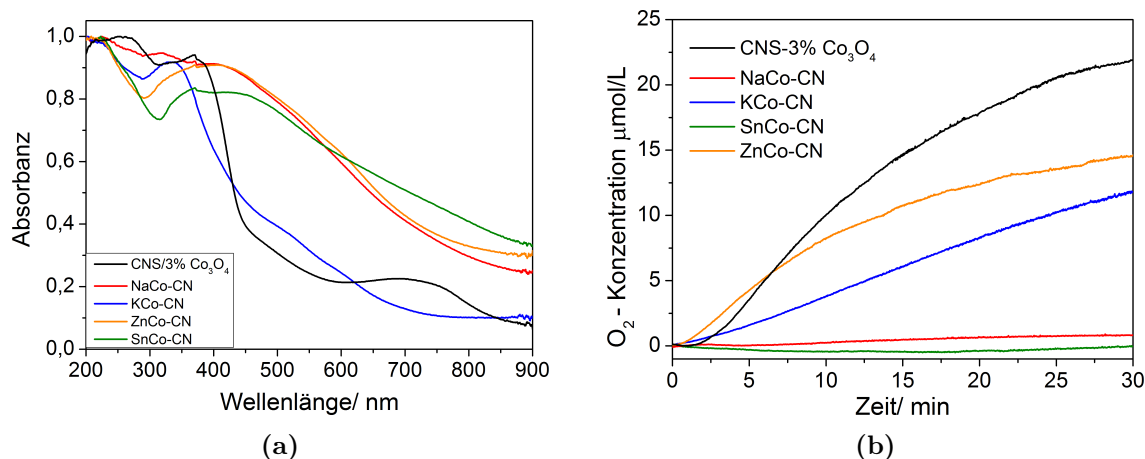 1,0
0,8
0,6
0,4
0,2
0,0
Absorbanz
CNS/3% Co₃O₄
NaCo-CN
KCo-CN
ZnCo-CN
SnCo-CN
200 300 400 500 600 700 800 900
Wellenlänge/ nm
(a)
25
20
15
10
5
0
O₂ - Konzentration μmol/L
CNS-3% Co₃O₄
NaCo-CN
KCo-CN
SnCo-CN
ZnCo-CN
0 5 10 15 20 25 30
Zeit/ min
(b)